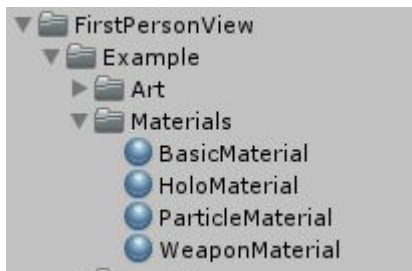 FirstPersonView
Example
Art
Materials
BasicMaterial
HoloMaterial
ParticleMaterial
WeaponMaterial